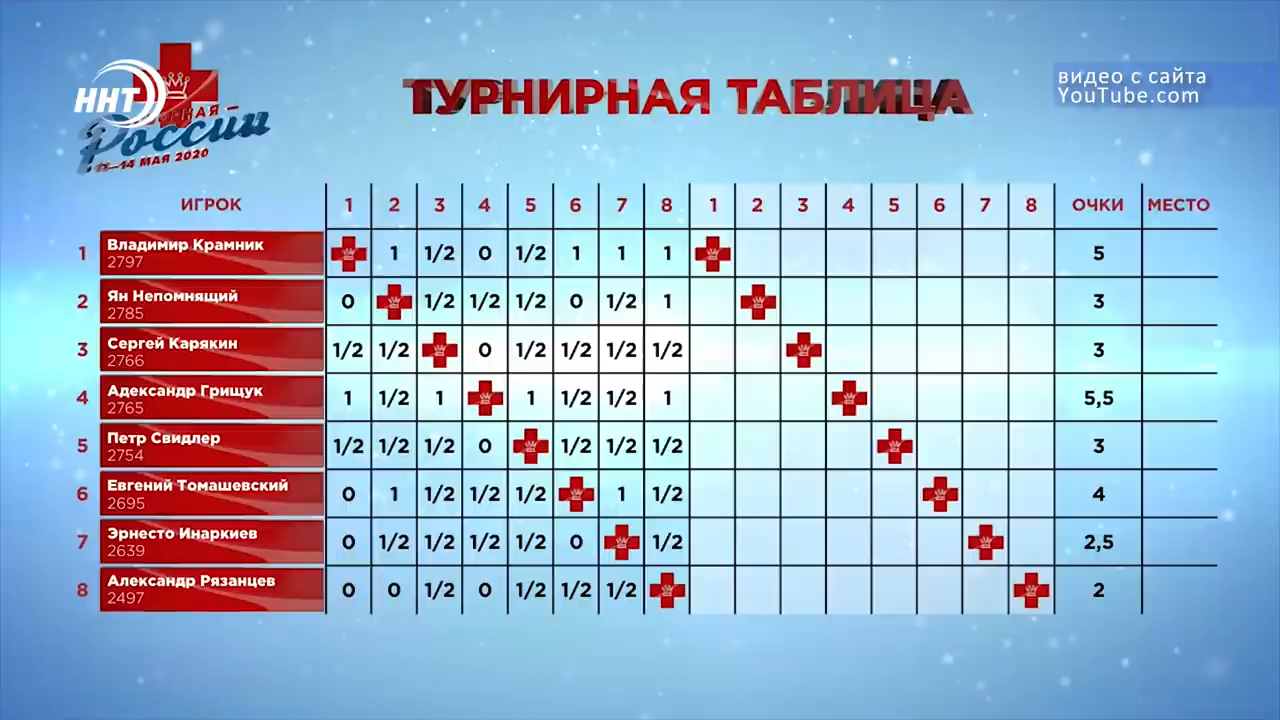 ННТ
России
14 МАЯ 2020
ТУРНИРНАЯ ТАБЛИЦА
видео с сайта
YouTube.com
ИГРОК 1 2 3 4 5 6 7 8 1 2 3 4 5 6 7 8 ОЧКИ МЕСТО
1 Владимир Крамник 1 1/2 0 1/2 1 1 1 5
2797
2 Ян Непомнящий 0 1/2 1/2 1/2 0 1/2 1 3
2785
3 Сергей Карякин 1/2 1/2 0 1/2 1/2 1/2 1/2 3
2766
4 Адександр Грищук 1 1/2 1 1 1/2 1/2 1 5,5
2765
5 Петр Свидлер 1/2 1/2 1/2 0 1/2 1/2 1/2 3
2754
6 Евгений Томашевский 0 1 1/2 1/2 1/2 1 1/2 4
2695
7 Эрнесто Инаркиев 0 1/2 1/2 1/2 1/2 0 1/2 2,5
2639
8 Александр Рязанцев 0 0 1/2 0 1/2 1/2 1/2 2
2497